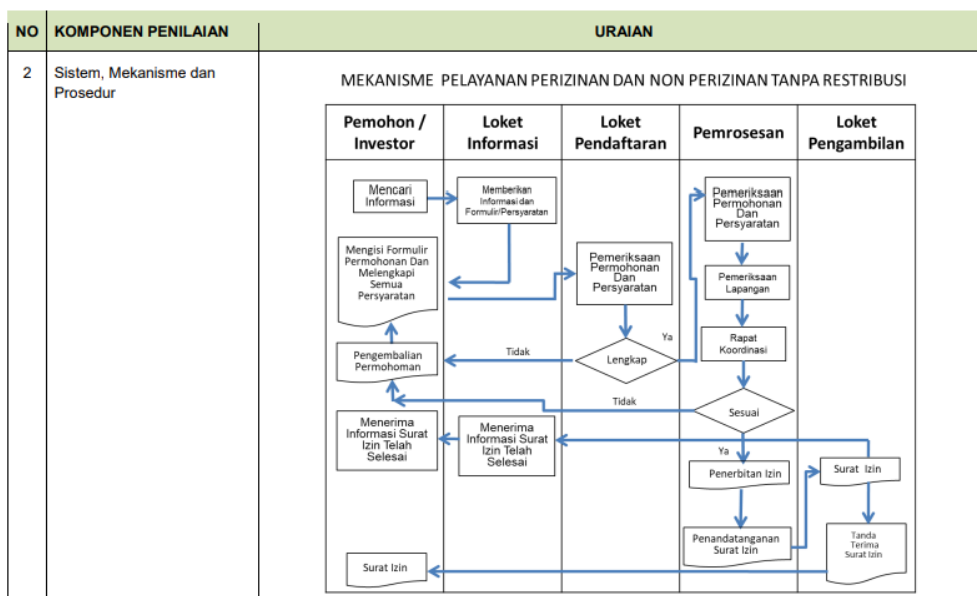 NO KOMPONEN PENILAIAN URAIAN
2 Sistem, Mekanisme dan
Prosedur
MEKANISME PELAYANAN PERIZINAN DAN NON PERIZINAN TANPA RESTRIBUSI
Pemohon /
Investor
Loket
Informasi
Loket
Pendaftaran
Pemrosesan
Loket
Pengambilan
Mencari
Informasi
Memberikan
Informasi dan
Formulir/Persyaratan
Mengisi Formulir
Permohonan Dan
Melengkapi
Semua
Persyaratan
Pemeriksaan
Permohonan
Dan
Persyaratan
Pemeriksaan
Permohonan
Dan
Persyaratan
Pemeriksaan
Lapangan
Rapat
Koordinasi
Ya
Lengkap
Tidak
Pengembalian
Permohoman
Tidak
Sesuai
Menerima
Informasi Surat
Izin Telah
Selesai
Menerima
Informasi Surat
Izin Telah
Selesai
Ya
Penerbitan Izin
Surat Izin
Penandatanganan
Surat Izin
Tanda
Terima
Surat Izin
Surat Izin